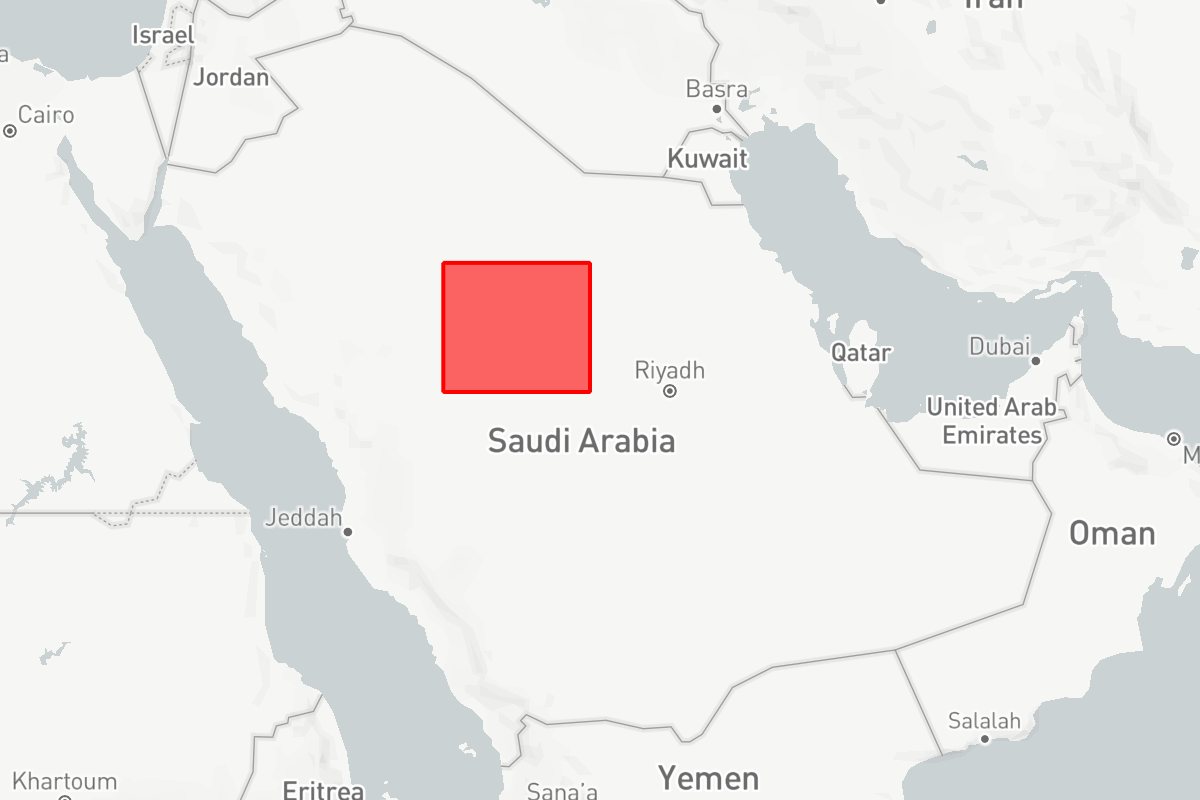 Iran
Israel
Jordan
Basra
Cairo
Kuwait
Qatar
Dubai
Riyadh
United Arab
Emirates
Saudi Arabia
Jeddah
Oman
Salalah
Khartoum
Eritrea
Sana'a
Yemen